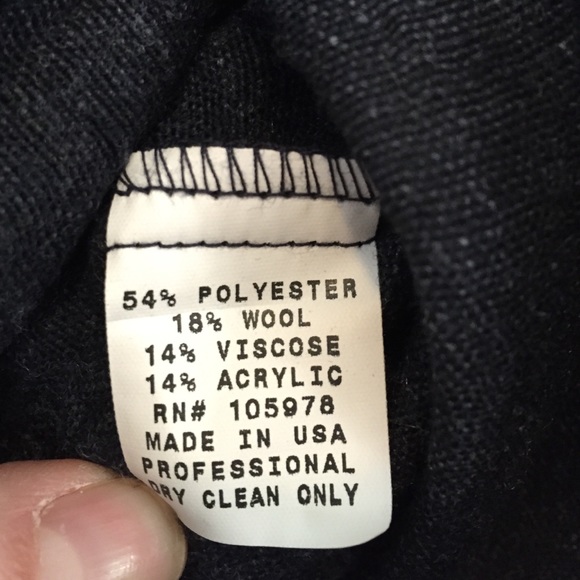 54% POLYESTER
18% WOOL
14% VISCOSE
14% ACRYLIC
RN# 105978
MADE IN USA
PROFESSIONAL
DRY CLEAN ONLY